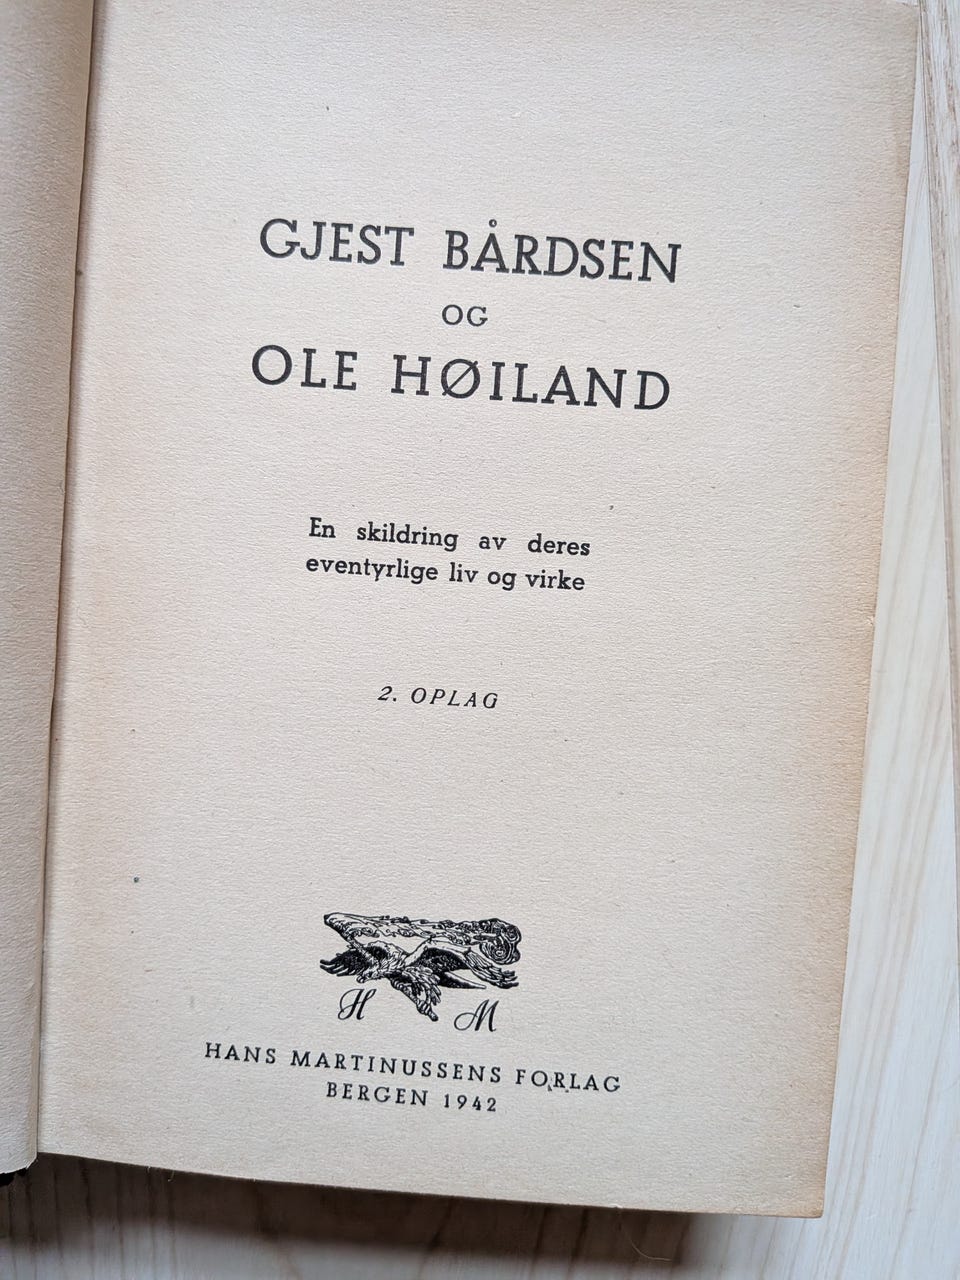 GJEST BÅRDSEN
OG
OLE HØILAND
En skildring av deres
eventyrlige liv og virke
2. OPLAG
H M
HANS MARTINUSSENS FORLAG
BERGEN 1942